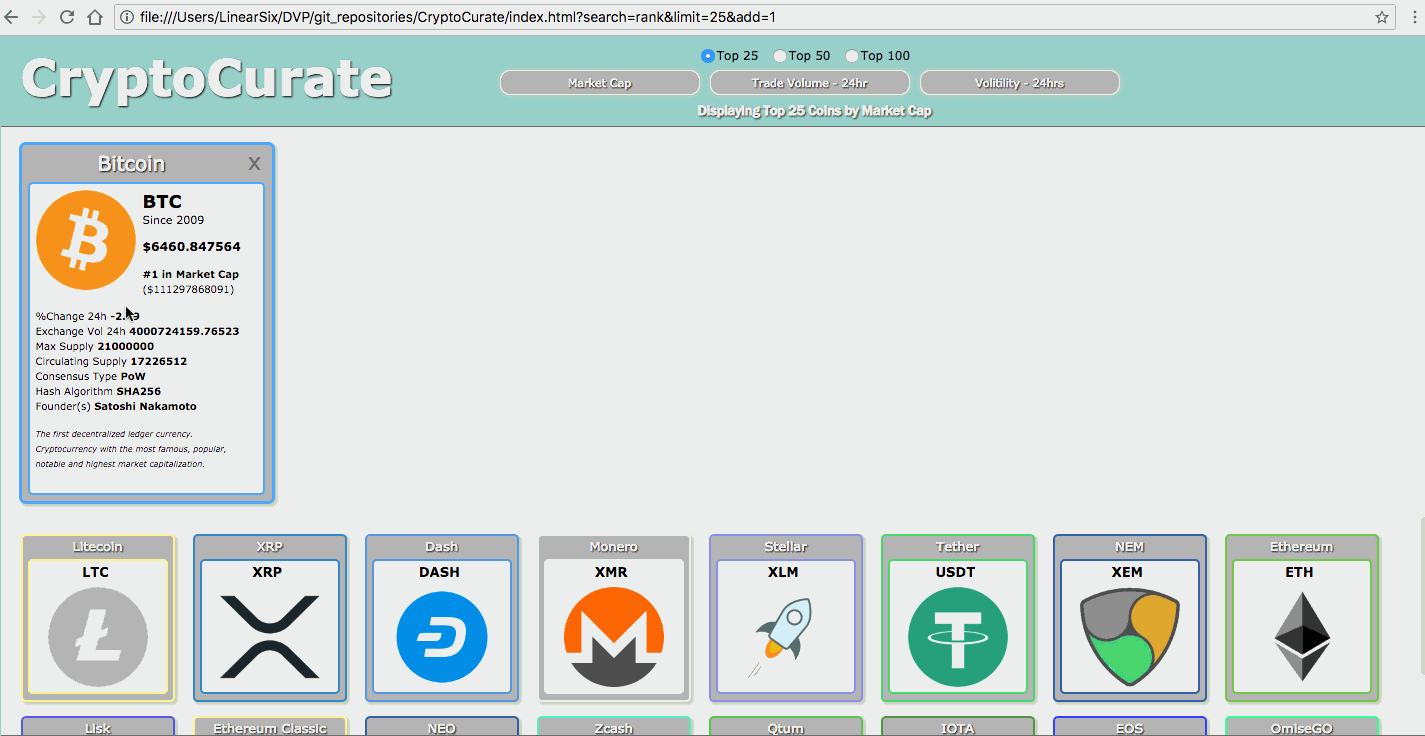 file:///Users/LinearSix/DVP/git_repositories/CryptoCurate/index.html?search=rank&limit=25&add=1
CryptoCurate
Top 25 Top 50 Top 100
Market Cap Trade Volume - 24hr Volitility - 24hrs
Displaying Top 25 Coins by Market Cap
Bitcoin X
BTC
Since 2009
$6460.847564
#1 in Market Cap
($111297868091)
%Change 24h
Exchange Vol 24h 4000724159.76523
Max Supply 21000000
Circulating Supply 17226512
Consensus Type PoW
Hash Algorithm SHA256
Founder(s) Satoshi Nakamoto
The first decentralized ledger currency.
Cryptocurrency with the most famous, popular,
notable and highest market capitalization.
Litecoin XRP Dash Monero Stellar Tether NEM Ethereum
LTC XRP DASH XMR XLM USDT XEM ETH
Lisk Ethereum Classic NEO Zcash Qtum IOTA EOS OmiseGO